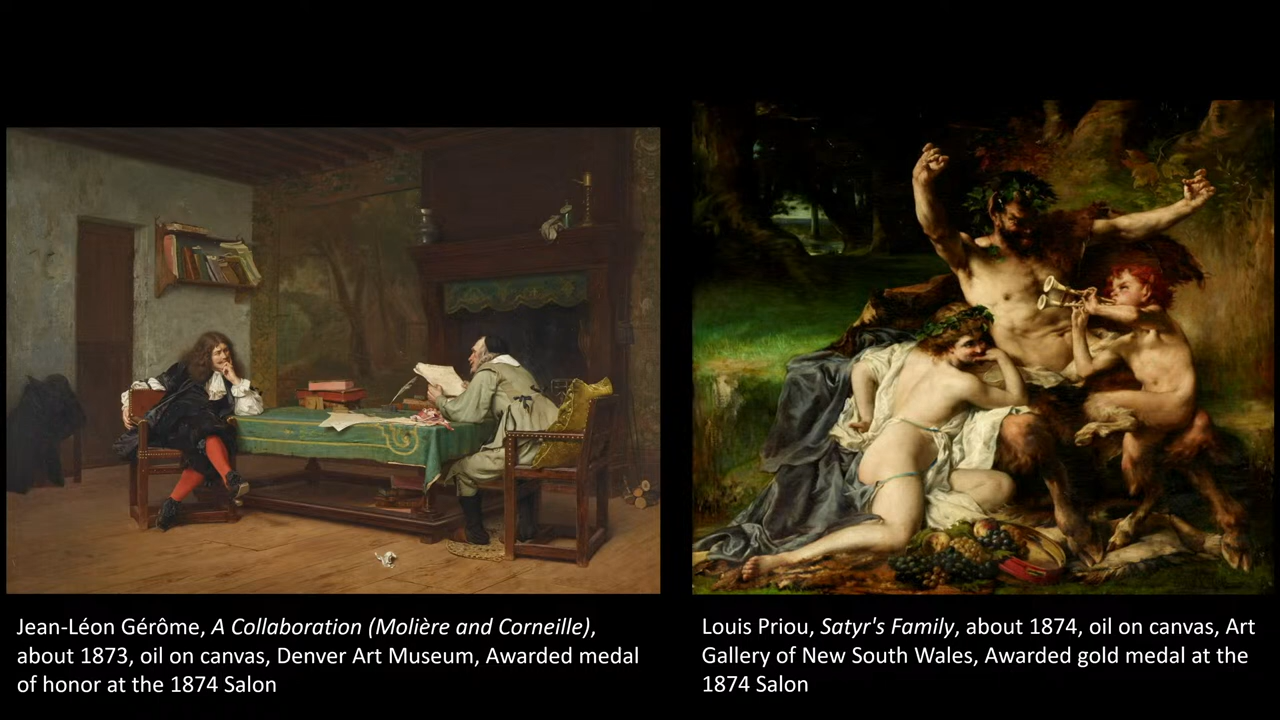 Jean-Léon Gérôme, A Collaboration (Molière and Corneille),
about 1873, oil on canvas, Denver Art Museum, Awarded medal
of honor at the 1874 Salon
Louis Priou, Satyr's Family, about 1874, oil on canvas, Art
Gallery of New South Wales, Awarded gold medal at the
1874 Salon